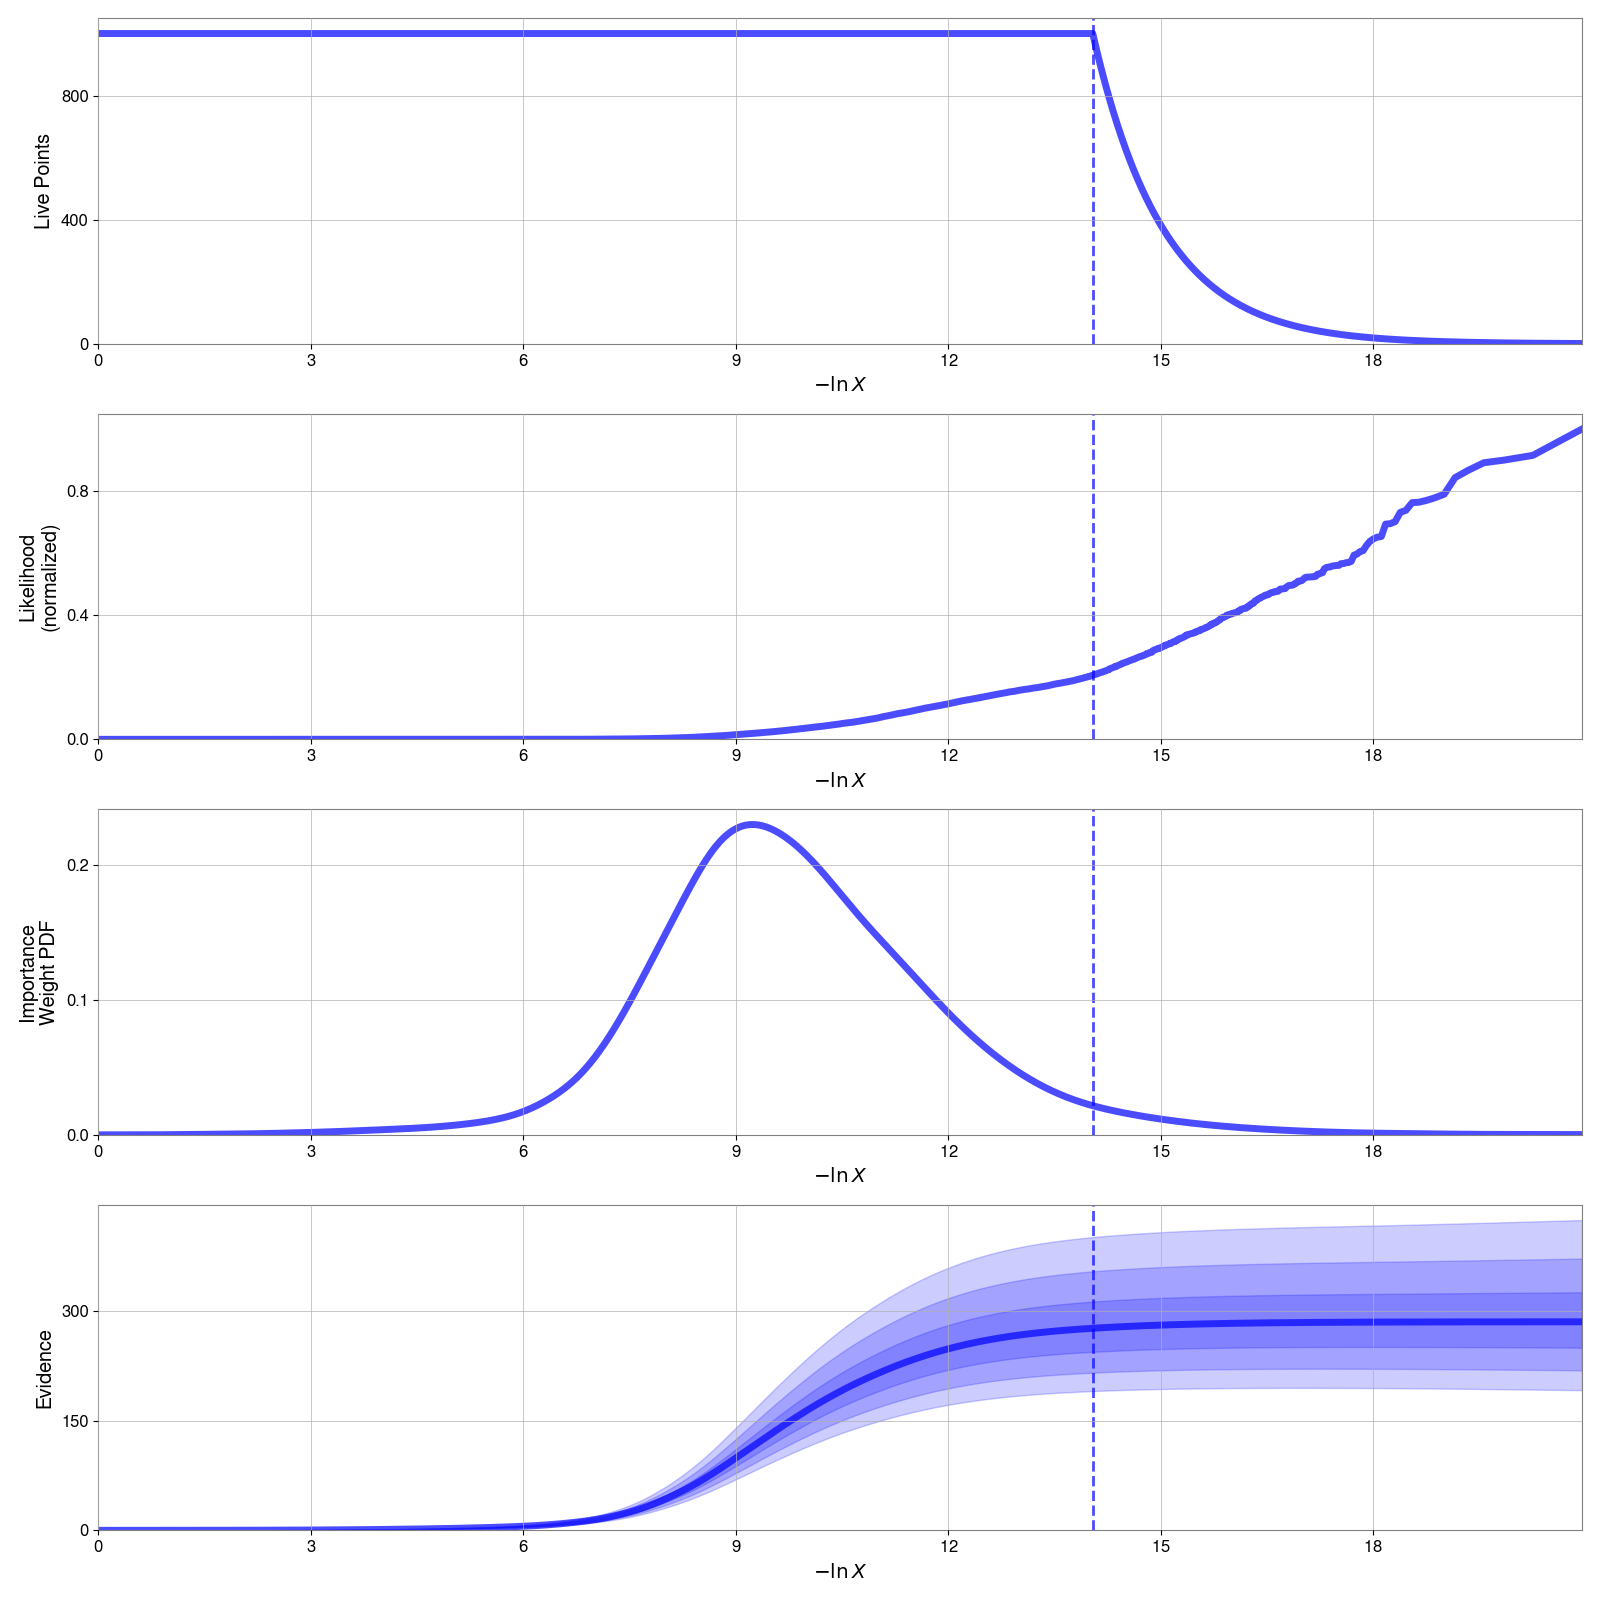 Live Points
800
400
0
0 3 6 9 12 15 18
−ln X
Likelihood
(normalized)
0.8
0.4
0.0
0 3 6 9 12 15 18
−ln X
Importance
Weight PDF
0.2
0.1
0.0
0 3 6 9 12 15 18
−ln X
Evidence
300
150
0
0 3 6 9 12 15 18
−ln X